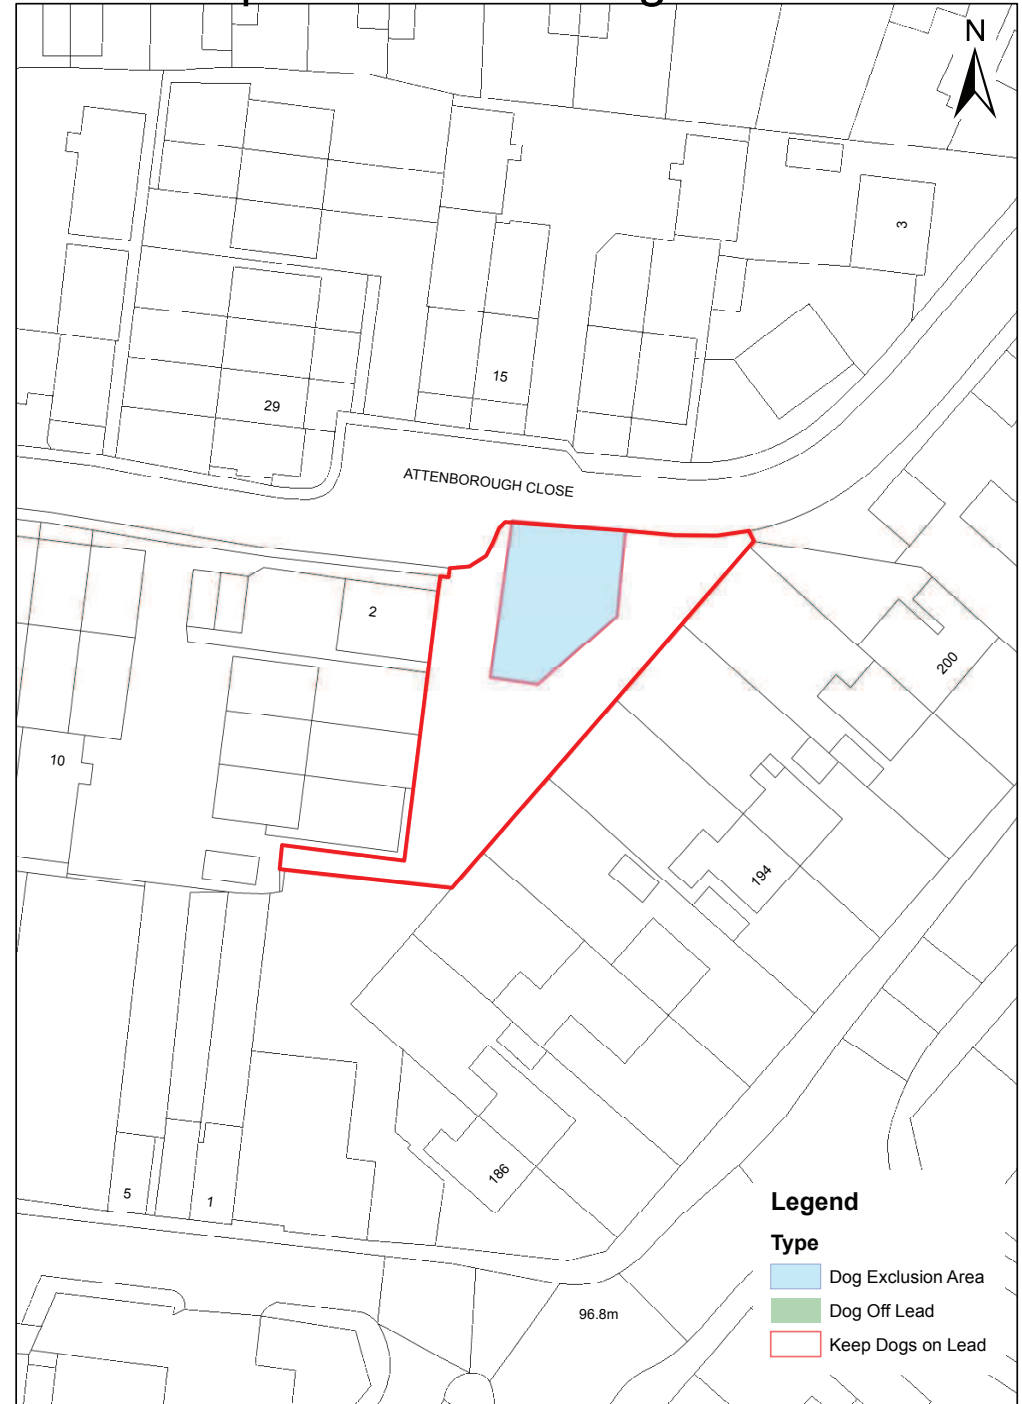 N
3
15
29
ATTENBOROUGH CLOSE
2
200
10
194
186
5
1
Legend
Type
Dog Exclusion Area
Dog Off Lead
Keep Dogs on Lead
96.8m